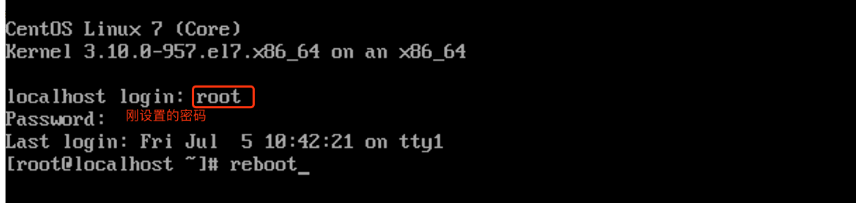 CentOS Linux 7 (Core)
Kernel 3.10.0-957.el7.x86_64 on an x86_64
localhost login: root
Password: 刚设置的密码
Last login: Fri Jul  5 10:42:21 on tty1
[root@localhost ~]# reboot_